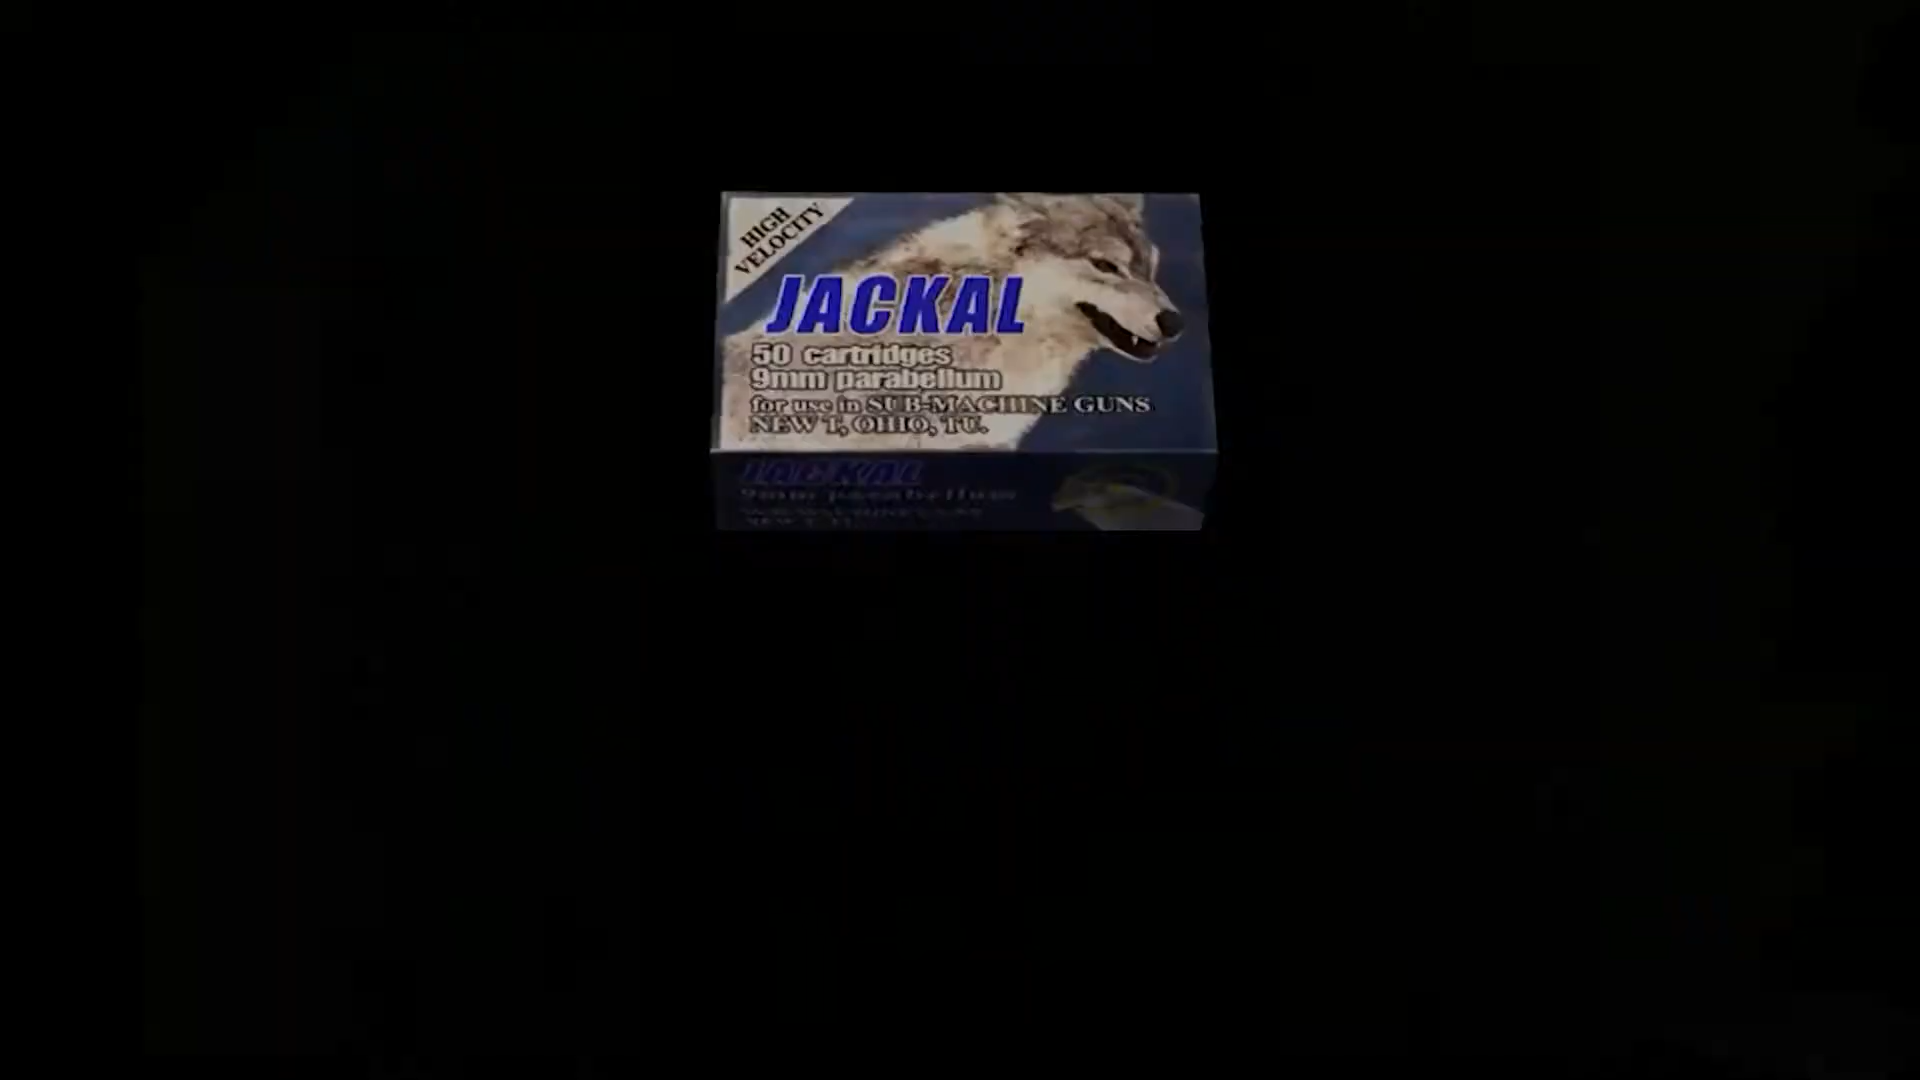 HIGH
VELOCITY
JACKAL
50 cartridges
9mm parabellum
for use in SUB-MACHINE GUNS
NEW T, OHIO, TU.
JACKAL
9mm parabellum